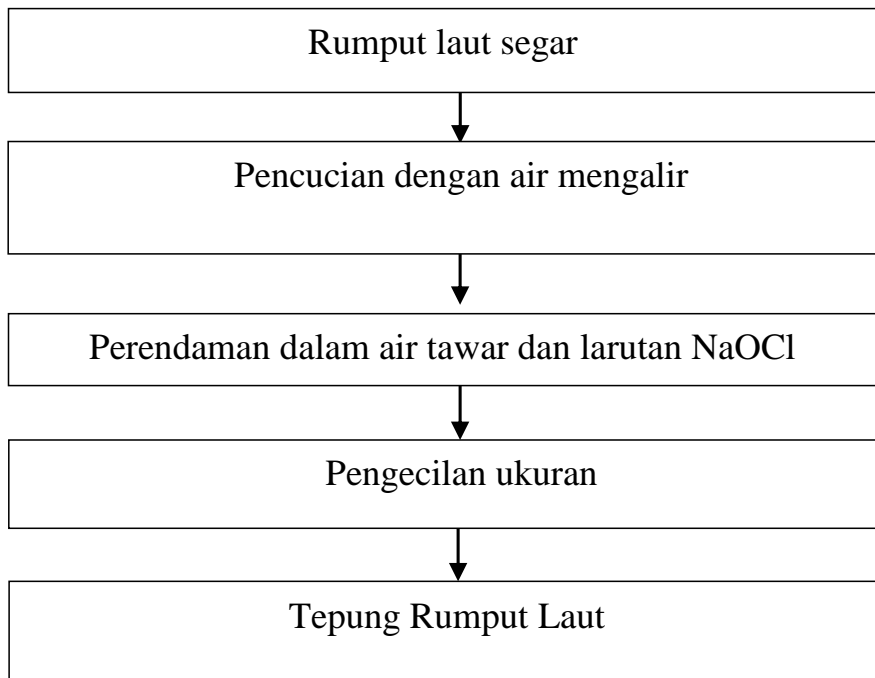 Rumput laut segar
Pencucian dengan air mengalir
Perendaman dalam air tawar dan larutan NaOCl
Pengecilan ukuran
Tepung Rumput Laut